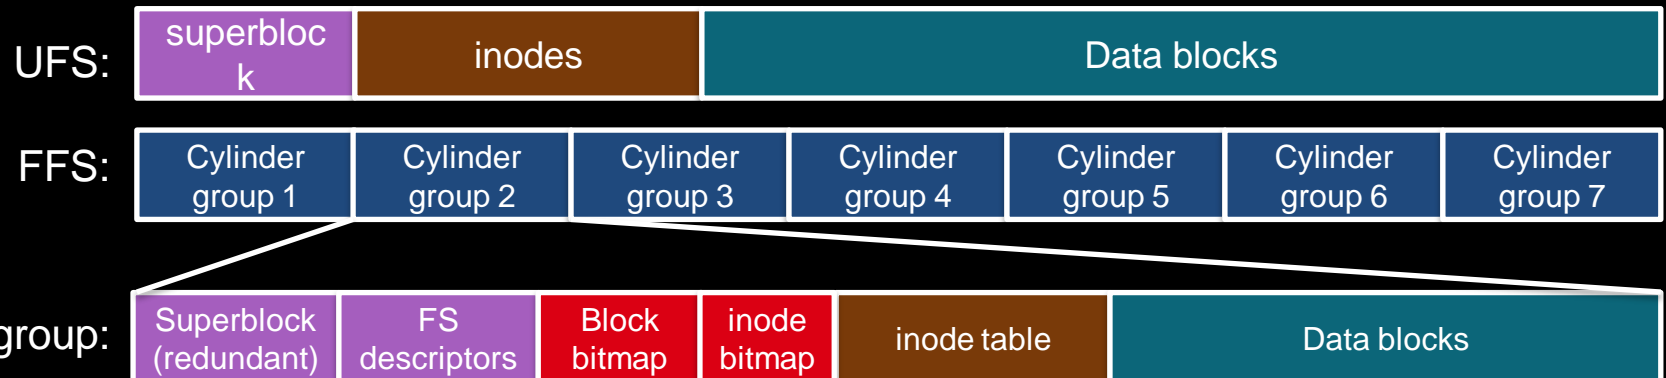 UFS:
superbloc
k
inodes
Data blocks
FFS:
Cylinder
group 1
Cylinder
group 2
Cylinder
group 3
Cylinder
group 4
Cylinder
group 5
Cylinder
group 6
Cylinder
group 7
group:
Superblock
(redundant)
FS
descriptors
Block
bitmap
inode
bitmap
inode table
Data blocks